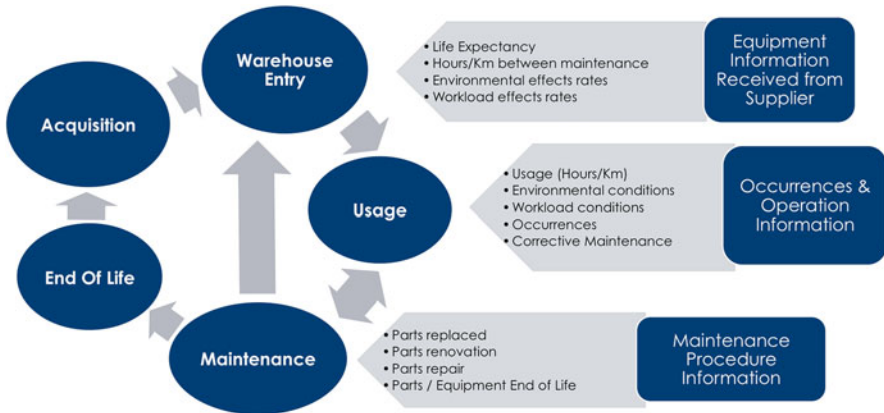 Warehouse
Entry
• Life Expectancy
• Hours/Km between maintenance
• Environmental effects rates
• Workload effects rates
Equipment
Information
Received from
Supplier
Acquisition
Usage
• Usage (Hours/Km)
• Environmental conditions
• Workload conditions
• Occurrences
• Corrective Maintenance
Occurrences &
Operation
Information
End Of Life
Maintenance
• Parts replaced
• Parts renovation
• Parts repair
• Parts / Equipment End of Life
Maintenance
Procedure
Information